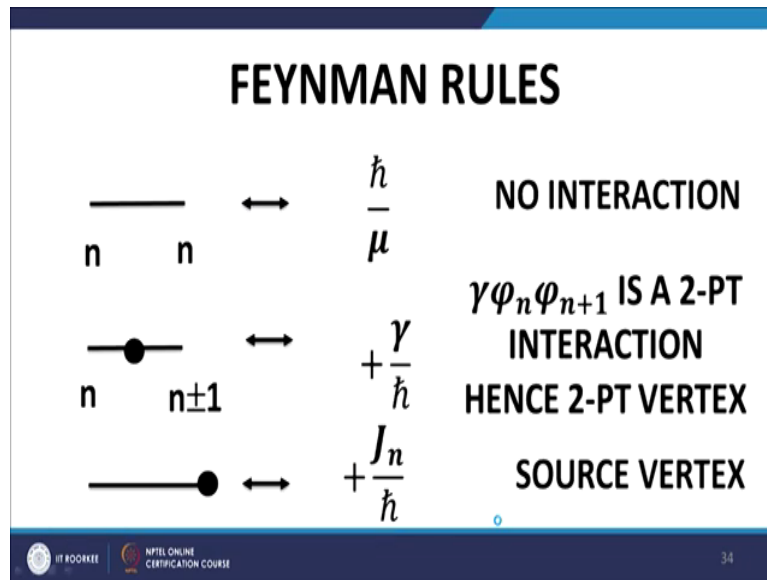 FEYNMAN RULES
n n ↔ ħ/μ NO INTERACTION
n n±1 ↔ +γ/ħ γφₙφₙ₊₁ IS A 2-PT
INTERACTION
HENCE 2-PT VERTEX
↔ +Jₙ/ħ SOURCE VERTEX
IIT ROORKEE
NPTEL ONLINE
CERTIFICATION COURSE
34